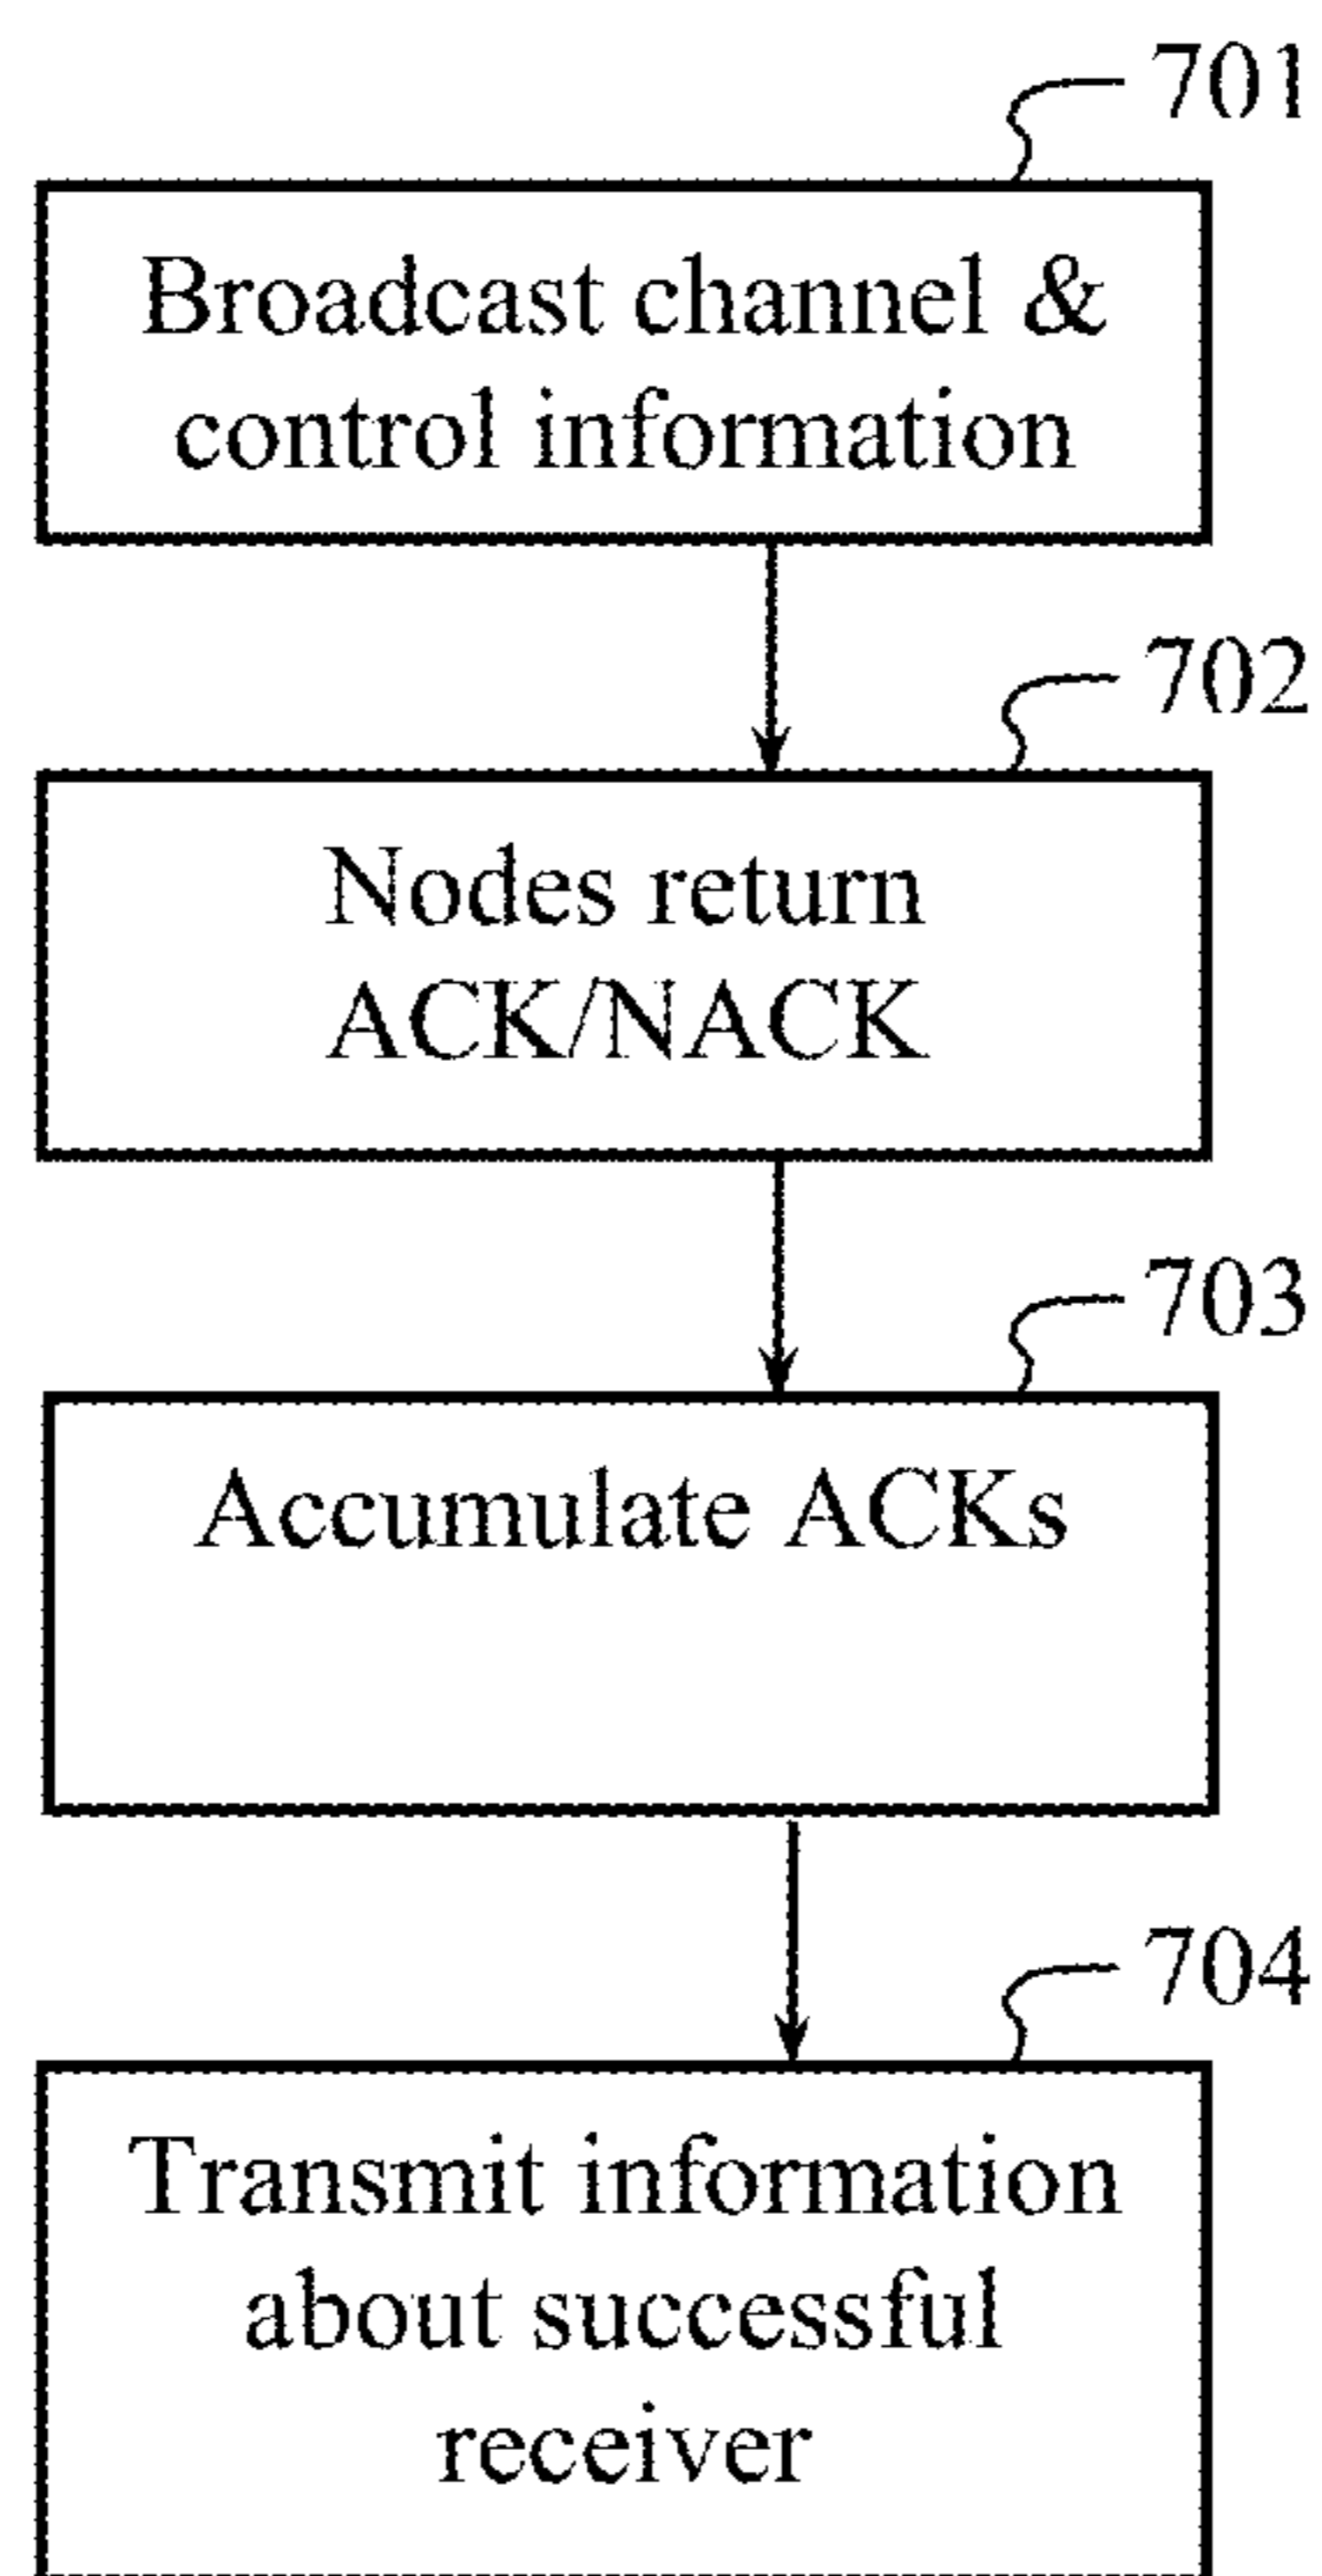 701
Broadcast channel &
control information
702
Nodes return
ACK/NACK
703
Accumulate ACKs
704
Transmit information
about successful
receiver